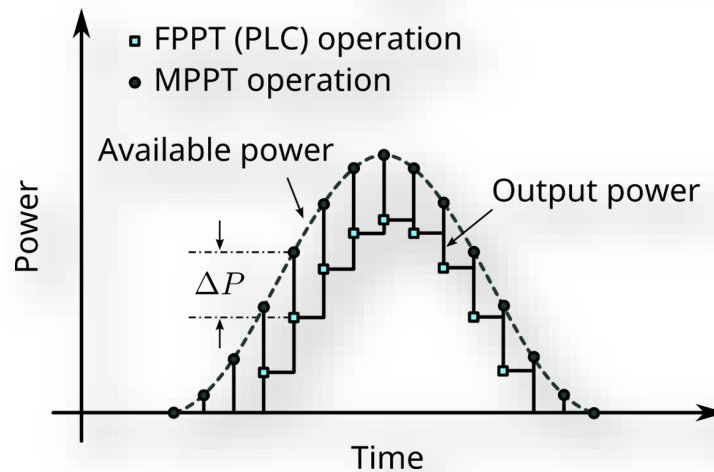 FPPT (PLC) operation
MPPT operation
Available power
Output power
Power
ΔP
Time